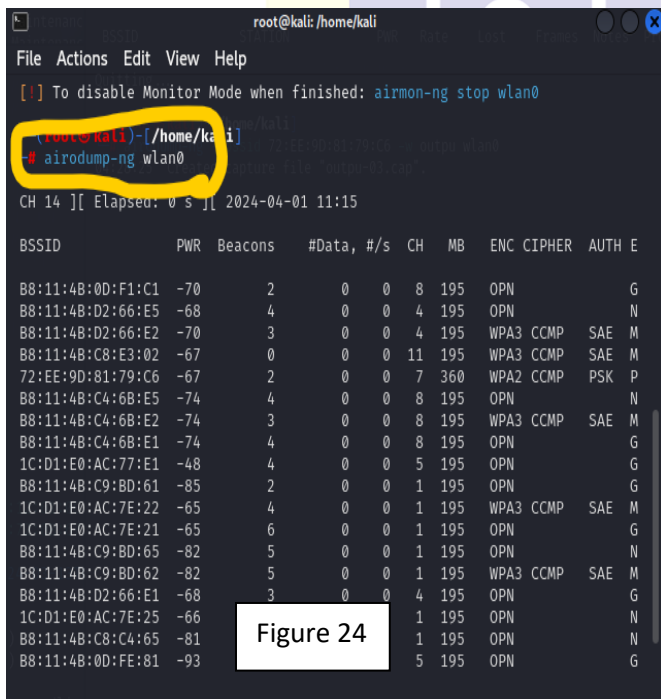 root@kali: /home/kali
File Actions Edit View Help
[!] To disable Monitor Mode when finished: airmon-ng stop wlan0
(root@kali)-[/home/kali]
# airodump-ng wlan0
CH 14 ][ Elapsed: 0 s ][ 2024-04-01 11:15
BSSID PWR Beacons #Data, #/s CH MB ENC CIPHER AUTH E
B8:11:4B:0D:F1:C1 -70 2 0 0 8 195 OPN G
B8:11:4B:D2:66:E5 -68 4 0 0 4 195 OPN N
B8:11:4B:D2:66:E2 -70 3 0 0 4 195 WPA3 CCMP SAE M
B8:11:4B:C8:E3:02 -67 0 0 0 11 195 WPA3 CCMP SAE M
72:EE:9D:81:79:C6 -67 2 0 0 7 360 WPA2 CCMP PSK P
B8:11:4B:C4:6B:E5 -74 4 0 0 8 195 OPN N
B8:11:4B:C4:6B:E2 -74 3 0 0 8 195 WPA3 CCMP SAE M
B8:11:4B:C4:6B:E1 -74 4 0 0 8 195 OPN G
1C:D1:E0:AC:77:E1 -48 4 0 0 5 195 OPN G
B8:11:4B:C9:BD:61 -85 2 0 0 1 195 OPN G
1C:D1:E0:AC:7E:22 -65 4 0 0 1 195 WPA3 CCMP SAE M
1C:D1:E0:AC:7E:21 -65 6 0 0 1 195 OPN G
B8:11:4B:C9:BD:65 -82 5 0 0 1 195 OPN N
B8:11:4B:C9:BD:62 -82 5 0 0 1 195 WPA3 CCMP SAE M
B8:11:4B:D2:66:E1 -68 3 0 0 4 195 OPN G
1C:D1:E0:AC:7E:25 -66 1 195 OPN N
B8:11:4B:C8:C4:65 -81 1 195 OPN N
B8:11:4B:0D:FE:81 -93 5 195 OPN G
Figure 24